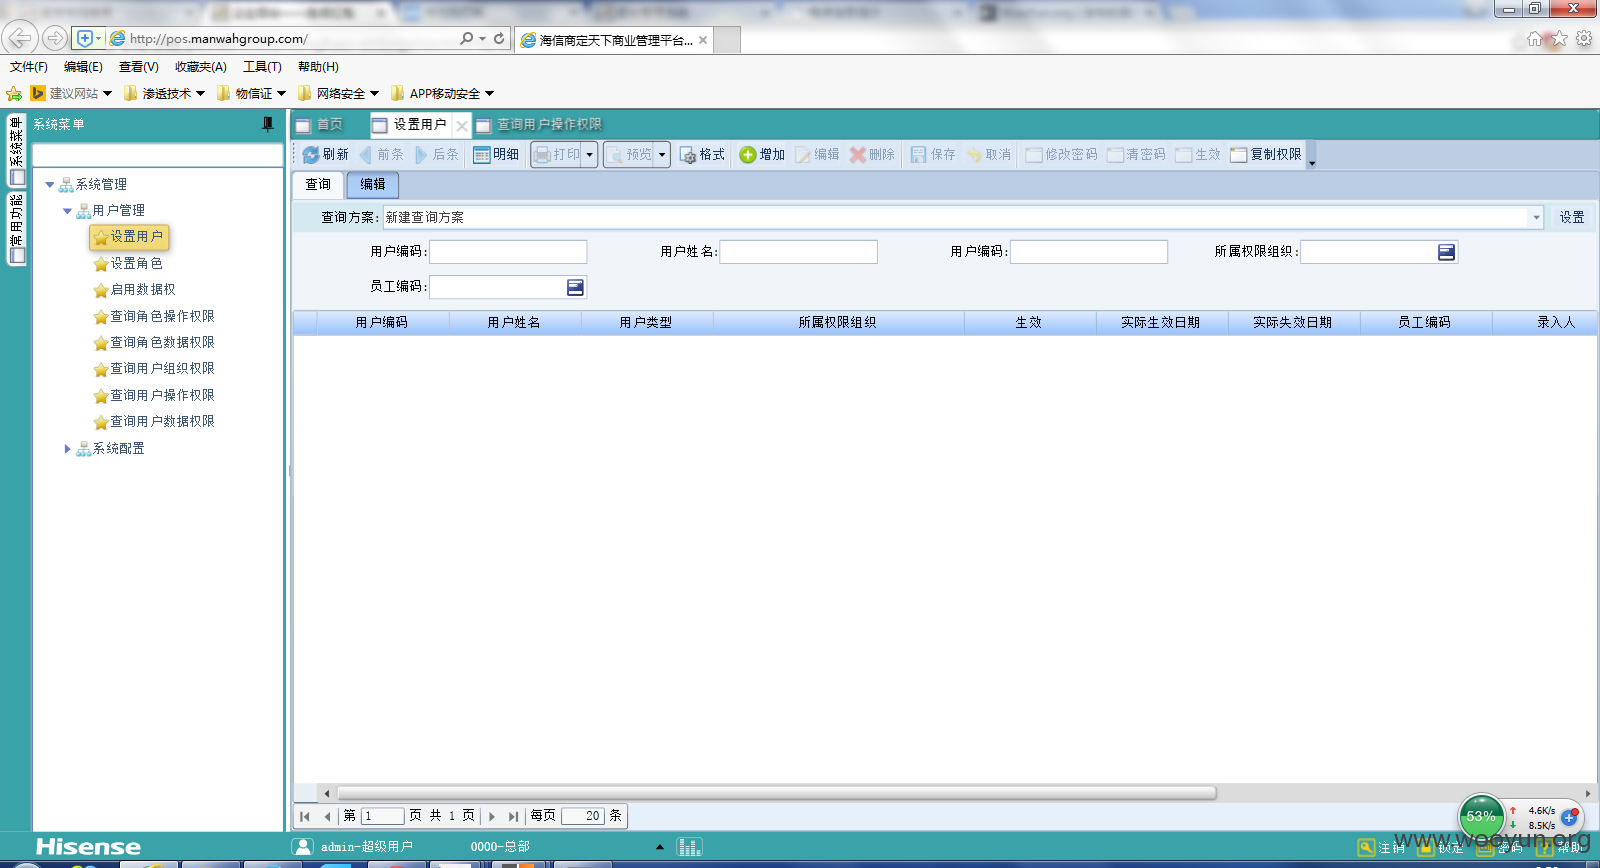 http://pos.manwahgroup.com/
海信商定天下商业管理平台...
文件(F) 编辑(E) 查看(V) 收藏夹(A) 工具(T) 帮助(H)
建议网站 渗透技术 物信证 网络安全 APP移动安全
系统菜单
常用功能
系统菜单
系统管理
用户管理
设置用户
设置角色
启用数据权
查询角色操作权限
查询角色数据权限
查询用户组织权限
查询用户操作权限
查询用户数据权限
系统配置
首页 设置用户 查询用户操作权限
刷新 前条 后条 明细 打印 预览 格式 增加 编辑 删除 保存 取消 修改密码 清密码 生效 复制权限
查询 编辑
查询方案: 新建查询方案 设置
用户编码: 用户姓名: 用户编码: 所属权限组织:
员工编码:
用户编码 用户姓名 用户类型 所属权限组织 生效 实际生效日期 实际失效日期 员工编码 录入人
第 1 页 共 1 页 每页 20 条
53% 4.6K/s
8.5K/s
Hisense admin-超级用户 0000-总部 注销 锁定 密码 帮助
www.wooyun.org